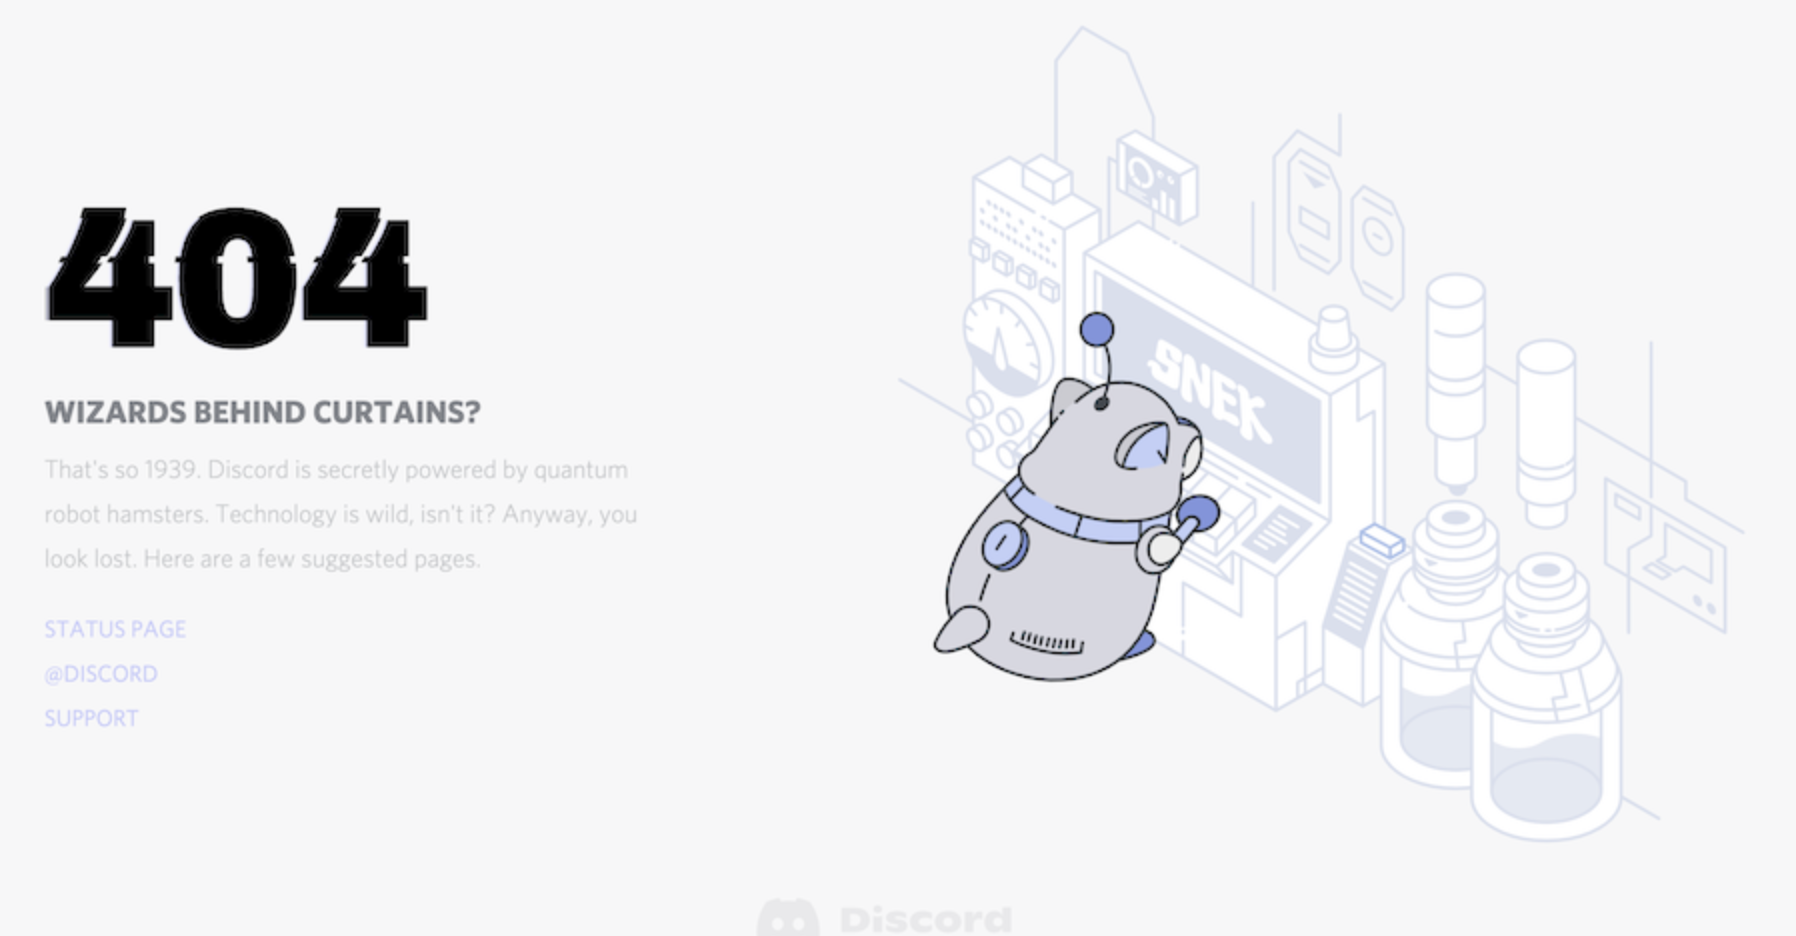 404
WIZARDS BEHIND CURTAINS?
That's so 1939. Discord is secretly powered by quantum
robot hamsters. Technology is wild, isn't it? Anyway, you
look lost. Here are a few suggested pages.
STATUS PAGE
@DISCORD
SUPPORT
SNEK
Discord